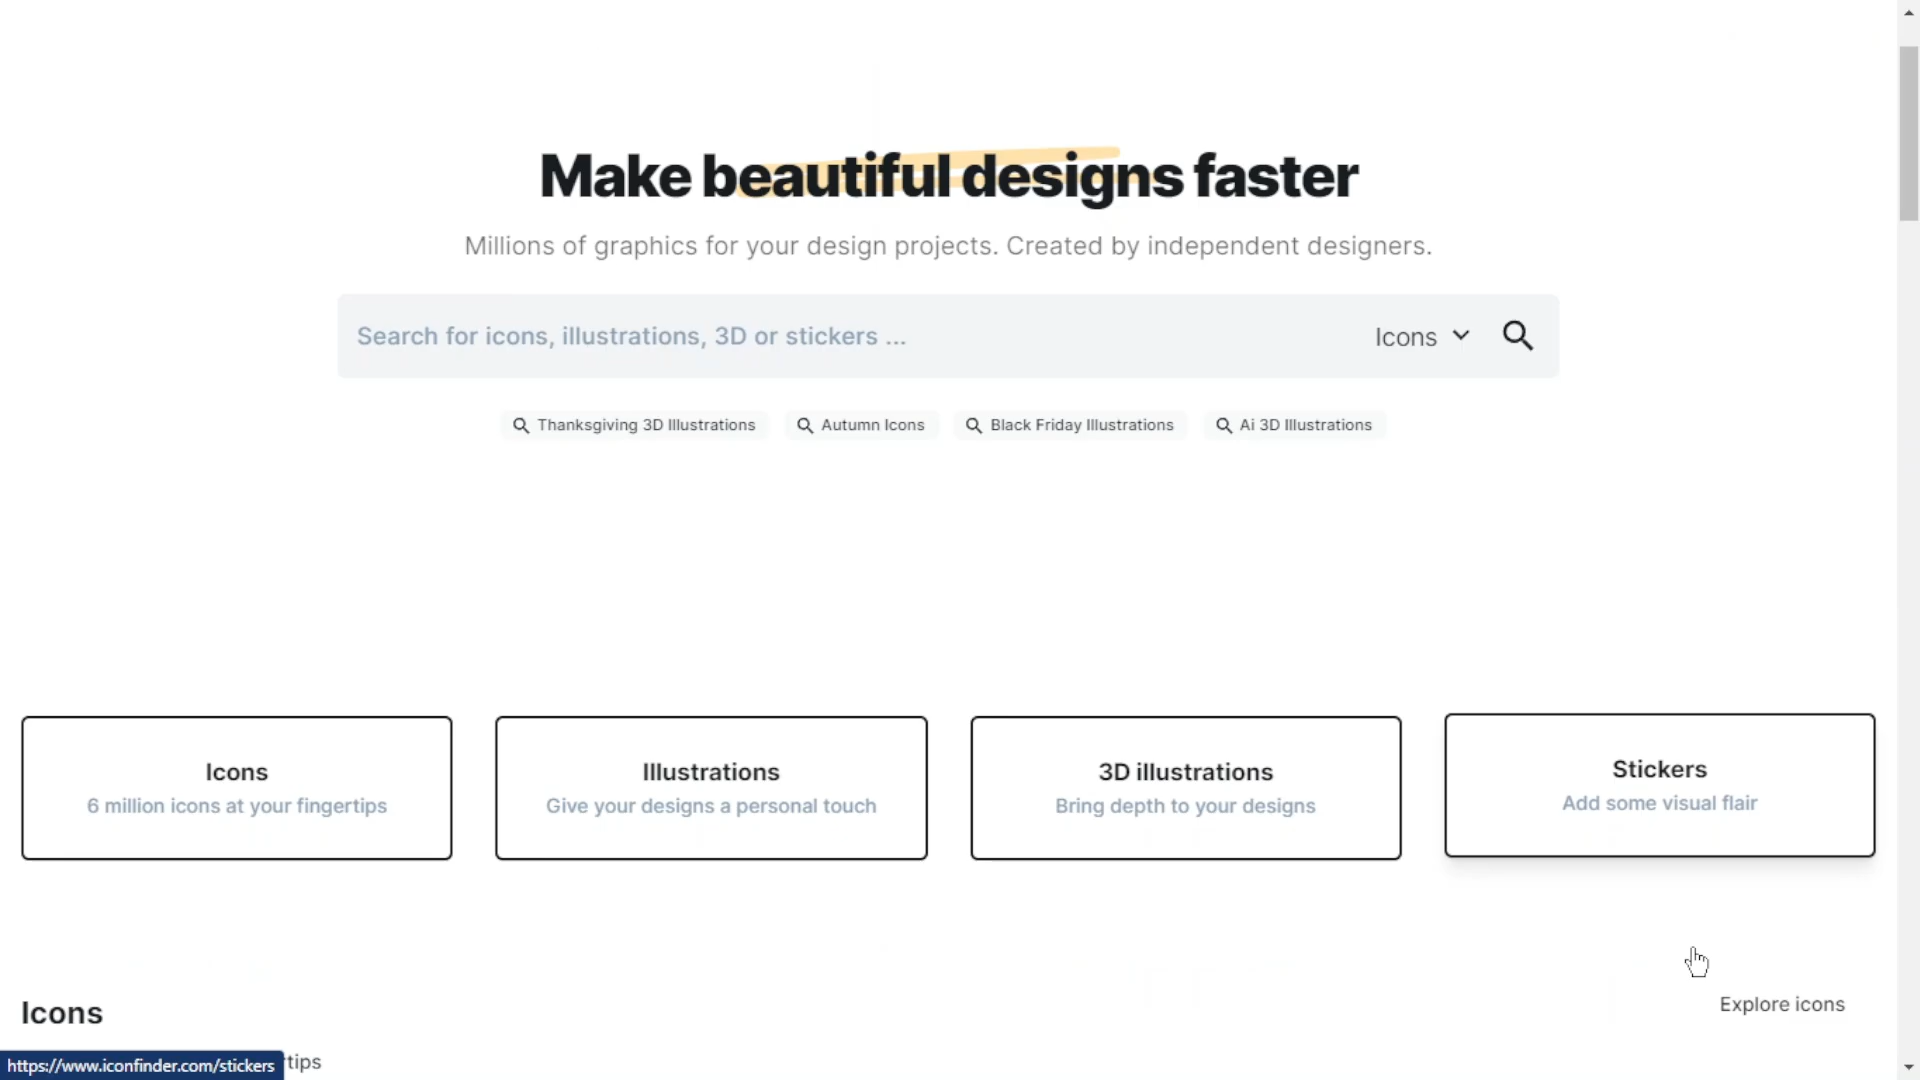 Make beautiful designs faster
Millions of graphics for your design projects. Created by independent designers.
Search for icons, illustrations, 3D or stickers ...
Icons
Thanksgiving 3D Illustrations
Autumn Icons
Black Friday Illustrations
Ai 3D Illustrations
Icons
6 million icons at your fingertips
Illustrations
Give your designs a personal touch
3D illustrations
Bring depth to your designs
Stickers
Add some visual flair
Icons
Explore icons
https://www.iconfinder.com/stickers
tips